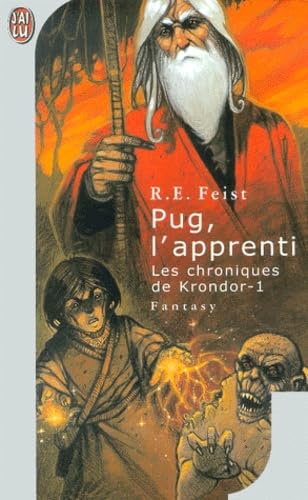 J'AI
LU
R.E. Feist
Pug,
l'apprenti
Les chroniques
de Krondor-1
Fantasy